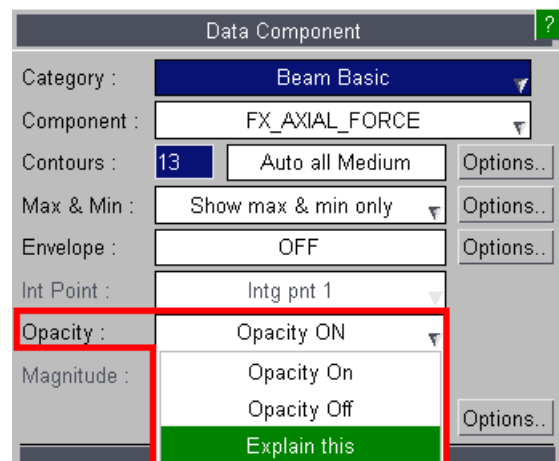 Data Component ?
Category : Beam Basic
Component : FX_AXIAL_FORCE
Contours : 13 Auto all Medium Options..
Max & Min : Show max & min only Options..
Envelope : OFF Options..
Int Point : Intg pnt 1
Opacity : Opacity ON
Magnitude : Opacity On
Opacity Off Options..
Explain this